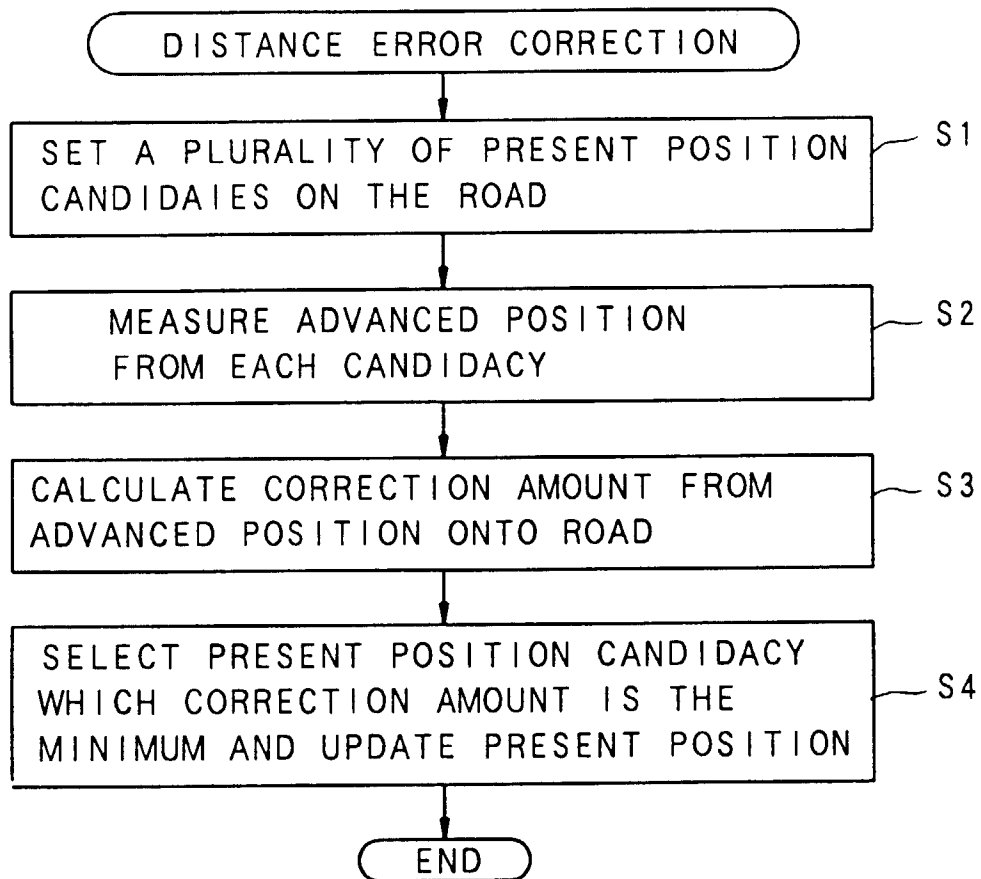 DISTANCE ERROR CORRECTION
SET A PLURALITY OF PRESENT POSITION
CANDIDAIES ON THE ROAD
S1
MEASURE ADVANCED POSITION
FROM EACH CANDIDACY
S2
CALCULATE CORRECTION AMOUNT FROM
ADVANCED POSITION ONTO ROAD
S3
SELECT PRESENT POSITION CANDIDACY
WHICH CORRECTION AMOUNT IS THE
MINIMUM AND UPDATE PRESENT POSITION
S4
END